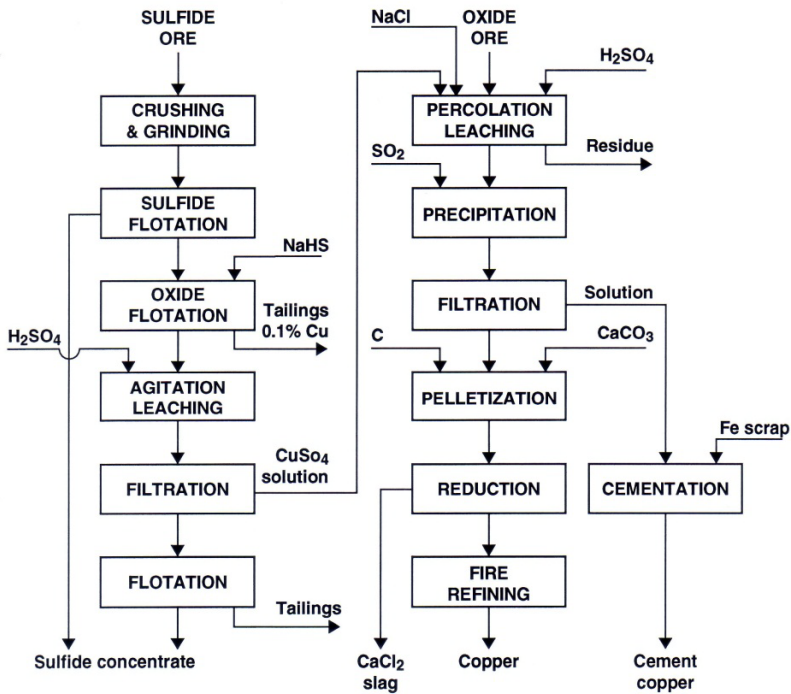 SULFIDE
ORE
CRUSHING
& GRINDING
SULFIDE
FLOTATION
NaHS
OXIDE
FLOTATION
Tailings
0.1% Cu
H₂SO₄
AGITATION
LEACHING
CuSo₄
solution
FILTRATION
FLOTATION
Tailings
Sulfide concentrate
NaCl
OXIDE
ORE
H₂SO₄
PERCOLATION
LEACHING
Residue
SO₂
PRECIPITATION
FILTRATION
Solution
C
CaCO₃
PELLETIZATION
Fe scrap
REDUCTION
CEMENTATION
FIRE
REFINING
CaCl₂
slag
Copper
Cement
copper